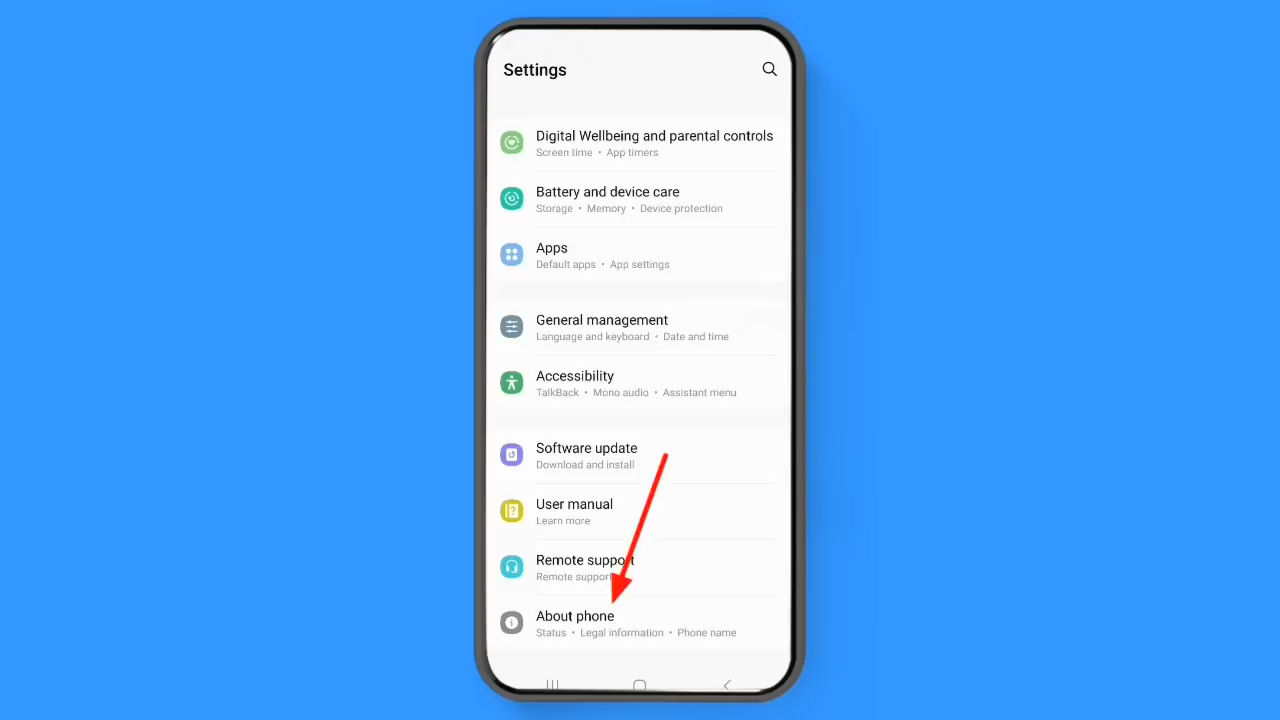 Settings
Digital Wellbeing and parental controls
Screen time • App timers
Battery and device care
Storage • Memory • Device protection
Apps
Default apps • App settings
General management
Language and keyboard • Date and time
Accessibility
TalkBack • Mono audio • Assistant menu
Software update
Download and install
User manual
Learn more
Remote support
Remote support
About phone
Status • Legal information • Phone name